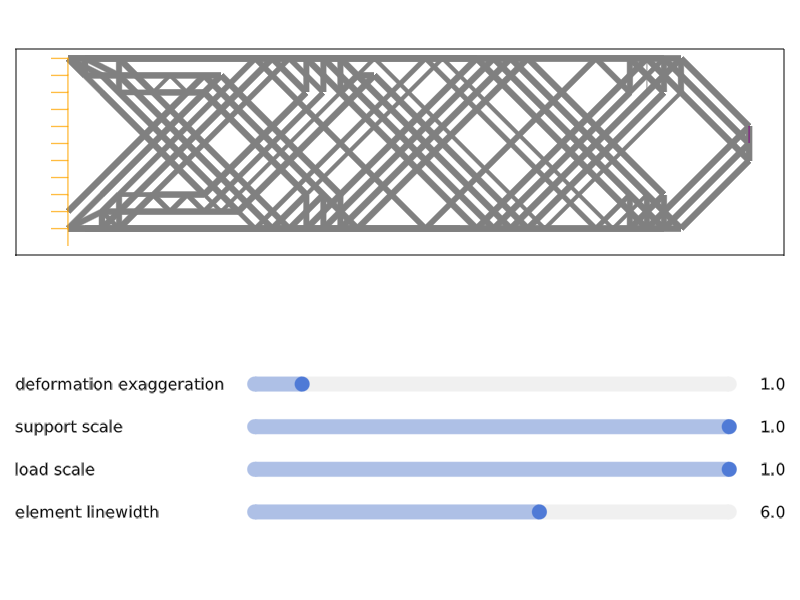 deformation exaggeration 1.0
support scale 1.0
load scale 1.0
element linewidth 6.0